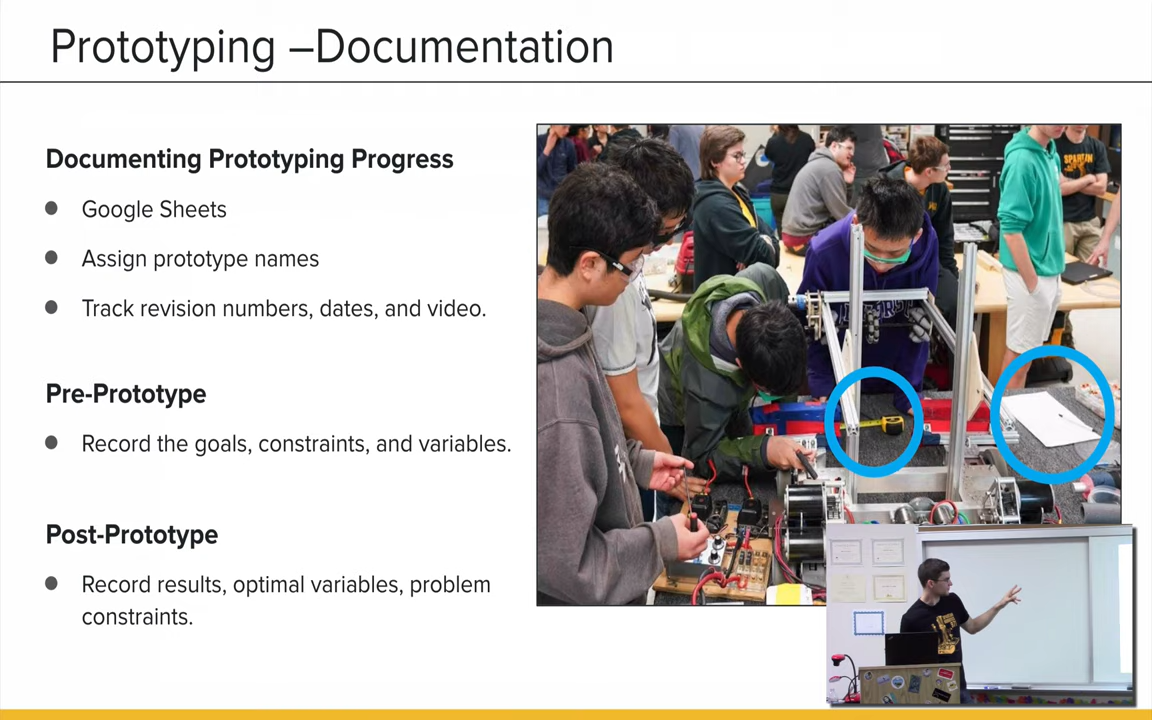 Prototyping –Documentation
Documenting Prototyping Progress
Google Sheets
Assign prototype names
Track revision numbers, dates, and video.
Pre-Prototype
Record the goals, constraints, and variables.
Post-Prototype
Record results, optimal variables, problem
constraints.
SPARTAN